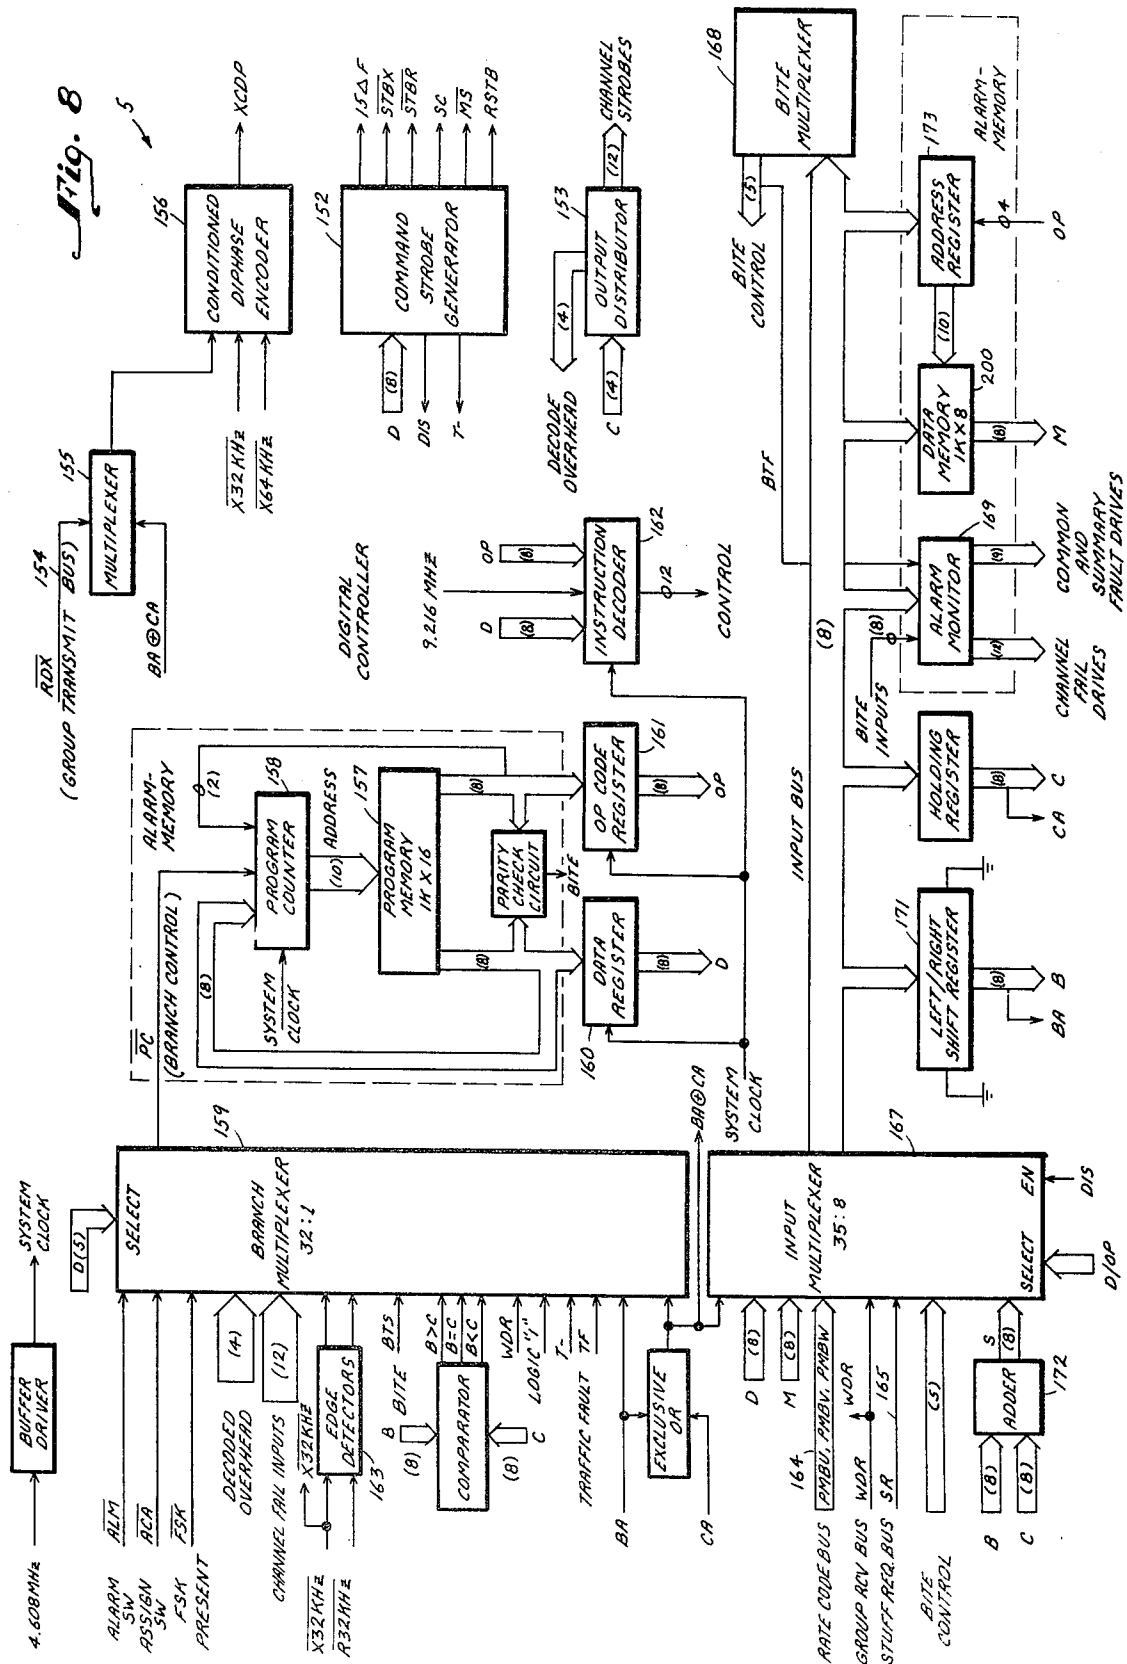 Fig. 8
5
4.608MHz
BUFFER
DRIVER
SYSTEM
CLOCK
ALARM
SW
ALM
ASSIGN
SW
ACA
FSK
PRESENT
FSK
DECODED
OVERHEAD
(4)
CHANNEL FAIL INPUTS
(12)
X32KHz
X32KHz
R32KHz
EDGE
DETECTORS
163
BITE
BTS
B
(8)
COMPARATOR
B>C
B=C
B<C
(8)
C
WDR
LOGIC "1"
T-
TRAFFIC FAULT
TF
BA
EXCLUSIVE
OR
CA
D(5)
SELECT
BRANCH
MULTIPLEXER
32:1
159
BA⊕CA
D
(8)
M
(8)
164
RATE CODE BUS
PMBU, PMBV, PMBW
GROUP RCV BUS
WDR
WDR
STUFF REQ. BUS
SR
165
BITE
CONTROL
(5)
B
(8)
C
(8)
ADDER
172
S
(8)
INPUT
MULTIPLEXER
35:8
167
SELECT
EN
D/OP
DIS
PC
(BRANCH CONTROL)
ALARM-
MEMORY
(2)
(8)
SYSTEM
CLOCK
PROGRAM
COUNTER
158
ADDRESS
(10)
PROGRAM
MEMORY
1K X 16
157
(8)
(8)
PARITY
CHECK
CIRCUIT
BITE
160
DATA
REGISTER
(8)
D
OP CODE
REGISTER
161
(8)
OP
SYSTEM
CLOCK
DIGITAL
CONTROLLER
9.216 MHz
D
(8)
OP
(8)
INSTRUCTION
DECODER
162
12
CONTROL
154
RDX
(GROUP TRANSMIT BUS)
BA⊕CA
MULTIPLEXER
155
X32KHz
X64KHz
CONDITIONED
DIPHASE
ENCODER
156
XCDP
D
(8)
DIS
T-
COMMAND
STROBE
GENERATOR
152
15ΔF
STBX
STBR
SC
MS
RSTB
DECODE
OVERHEAD
(4)
C
(4)
OUTPUT
DISTRIBUTOR
153
(12)
CHANNEL
STROBES
INPUT BUS
(8)
LEFT/RIGHT
SHIFT REGISTER
171
(8)
B
BA
HOLDING
REGISTER
(8)
C
CA
BITE
INPUTS
(8)
BTF
ALARM
MONITOR
169
(12)
(9)
CHANNEL
FAIL
DRIVES
COMMON
AND
SUMMARY
FAULT DRIVES
DATA
MEMORY
1K X 8
200
(8)
M
(10)
ADDRESS
REGISTER
173
4
OP
ALARM-
MEMORY
BITE
CONTROL
(5)
BITE
MULTIPLEXER
168